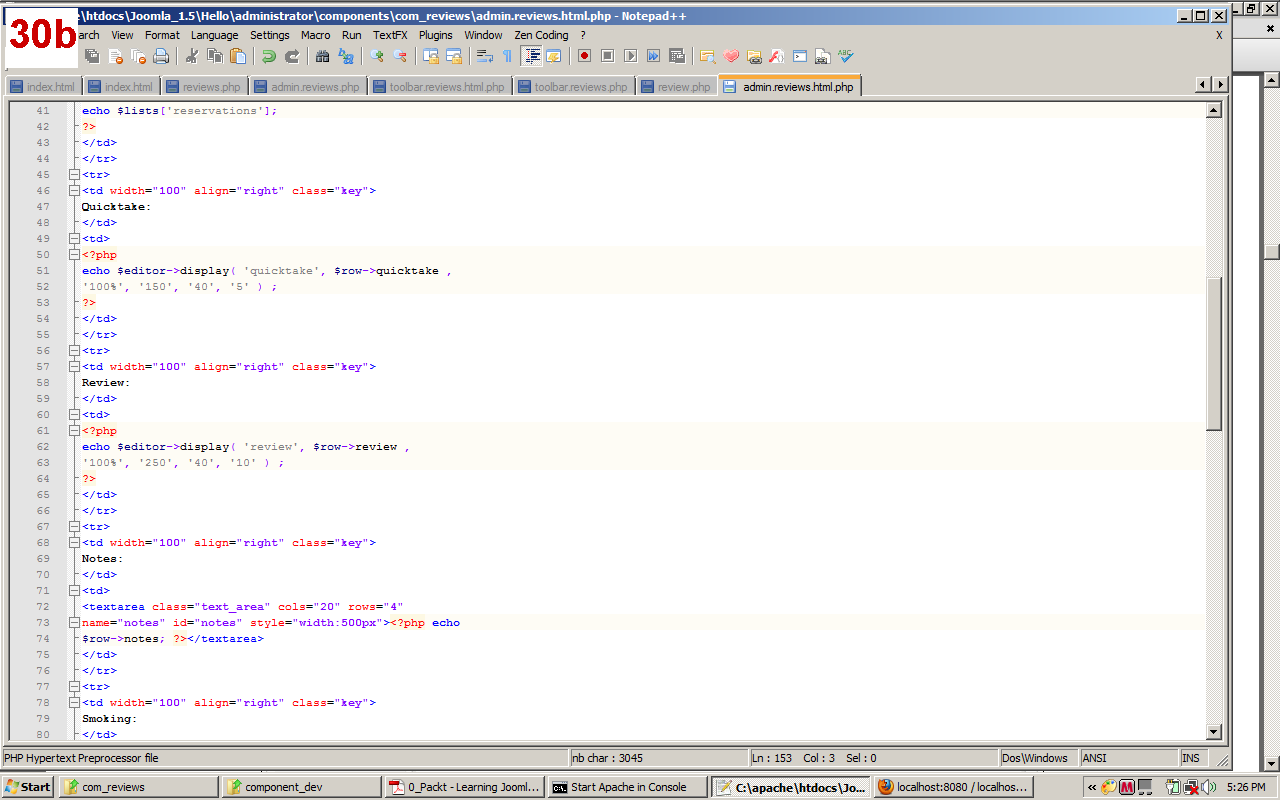 e\htdocs\Joomla_1.5\Hello\administrator\components\com_reviews\admin.reviews.html.php - Notepad++
30b
arch View Format Language Settings Macro Run TextFX Plugins Window Zen Coding ? X
index.html index.html reviews.php admin.reviews.php toolbar.reviews.html.php toolbar.reviews.php review.php admin.reviews.html.php
41 echo $lists['reservations'];
42 ?>
43 </td>
44 </tr>
45 <tr>
46 <td width="100" align="right" class="key">
47 Quicktake:
48 </td>
49 <td>
50 <?php
51 echo $editor->display( 'quicktake', $row->quicktake ,
52 '100%', '150', '40', '5' ) ;
53 ?>
54 </td>
55 </tr>
56 <tr>
57 <td width="100" align="right" class="key">
58 Review:
59 </td>
60 <td>
61 <?php
62 echo $editor->display( 'review', $row->review ,
63 '100%', '250', '40', '10' ) ;
64 ?>
65 </td>
66 </tr>
67 <tr>
68 <td width="100" align="right" class="key">
69 Notes:
70 </td>
71 <td>
72 <textarea class="text_area" cols="20" rows="4"
73 name="notes" id="notes" style="width:500px"><?php echo
74 $row->notes; ?></textarea>
75 </td>
76 </tr>
77 <tr>
78 <td width="100" align="right" class="key">
79 Smoking:
80 </td>
PHP Hypertext Preprocessor file nb char : 3045 Ln : 153 Col : 3 Sel : 0 Dos\Windows ANSI INS
Start com_reviews component_dev 0_Packt - Learning Jooml... Start Apache in Console C:\apache\htdocs\Jo... localhost:8080 / localhos... « 5:26 PM